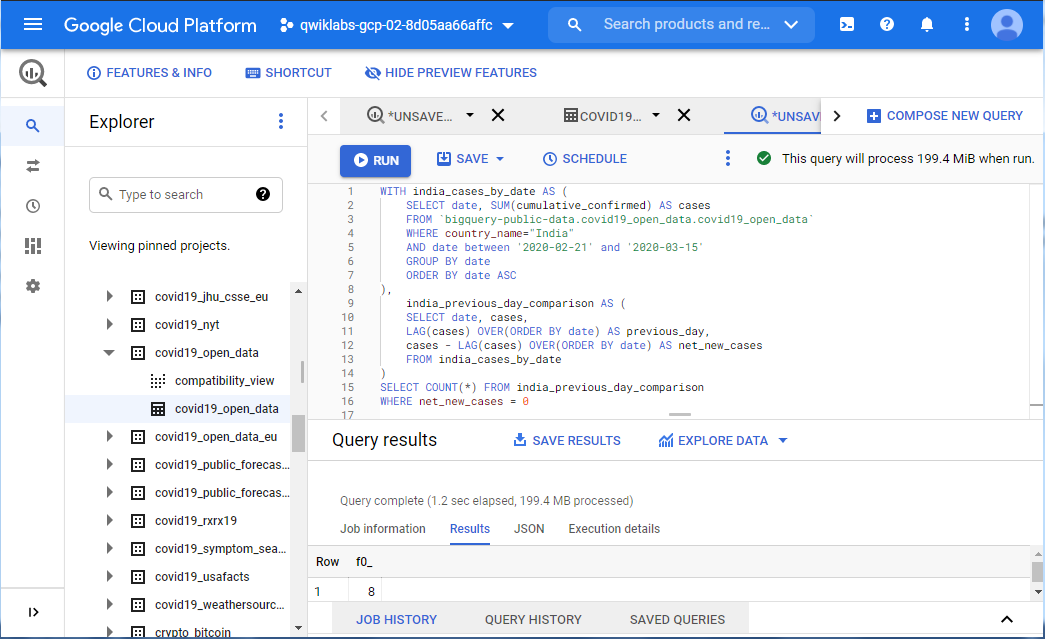 Google Cloud Platform
qwiklabs-gcp-02-8d05aa66affc
Search products and re...
FEATURES & INFO
SHORTCUT
HIDE PREVIEW FEATURES
Explorer
Type to search
Viewing pinned projects.
covid19_jhu_csse_eu
covid19_nyt
covid19_open_data
compatibility_view
covid19_open_data
covid19_open_data_eu
covid19_public_forecas...
covid19_public_forecas...
covid19_rxrx19
covid19_symptom_sea...
covid19_usafacts
covid19_weathersourc...
crypto_bitcoin
*UNSAVE...
COVID19...
*UNSAV
COMPOSE NEW QUERY
RUN
SAVE
SCHEDULE
This query will process 199.4 MiB when run.
1 WITH india_cases_by_date AS (
2 SELECT date, SUM(cumulative_confirmed) AS cases
3 FROM `bigquery-public-data.covid19_open_data.covid19_open_data`
4 WHERE country_name="India"
5 AND date between '2020-02-21' and '2020-03-15'
6 GROUP BY date
7 ORDER BY date ASC
8 ),
9 india_previous_day_comparison AS (
10 SELECT date, cases,
11 LAG(cases) OVER(ORDER BY date) AS previous_day,
12 cases - LAG(cases) OVER(ORDER BY date) AS net_new_cases
13 FROM india_cases_by_date
14 )
15 SELECT COUNT(*) FROM india_previous_day_comparison
16 WHERE net_new_cases = 0
17
Query results
SAVE RESULTS
EXPLORE DATA
Query complete (1.2 sec elapsed, 199.4 MB processed)
Job information
Results
JSON
Execution details
Row f0_
1 8
JOB HISTORY
QUERY HISTORY
SAVED QUERIES